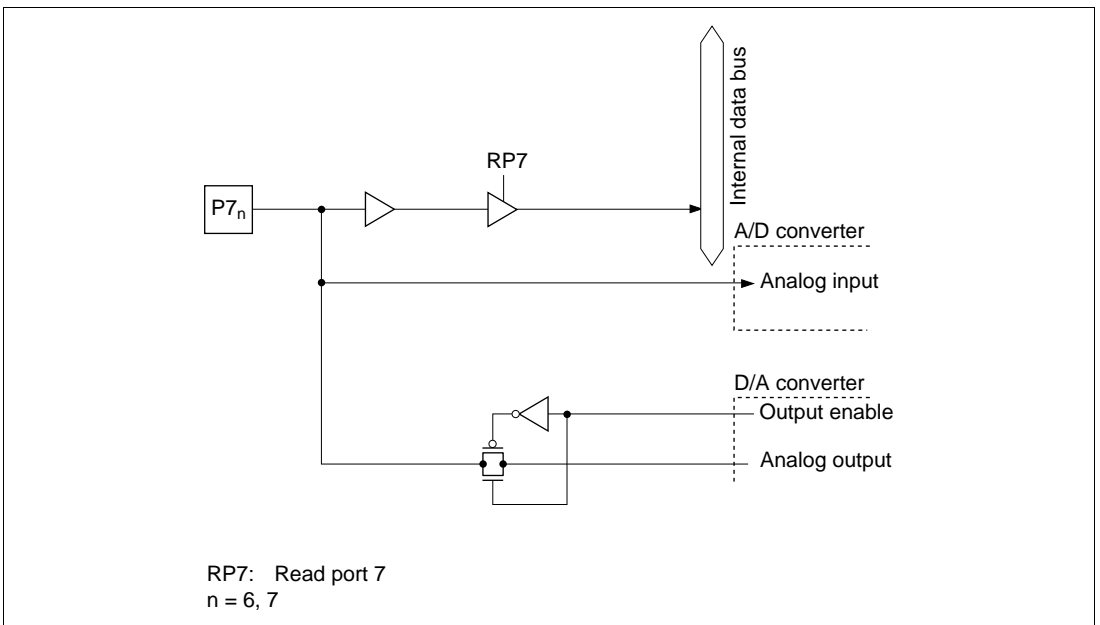 Internal data bus
RP7
P7n
A/D converter
Analog input
D/A converter
Output enable
Analog output
RP7: Read port 7
n = 6, 7